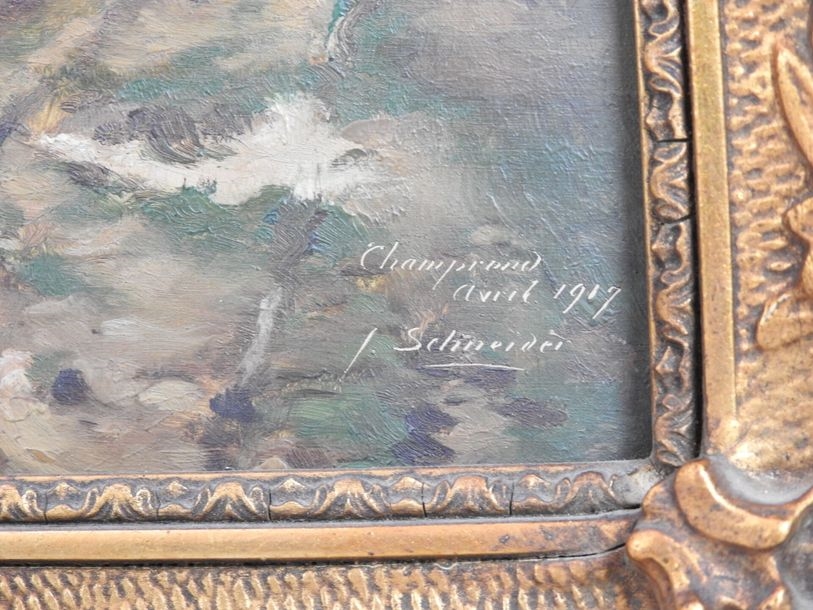 Champrond
Avril 1917
J. Schneider